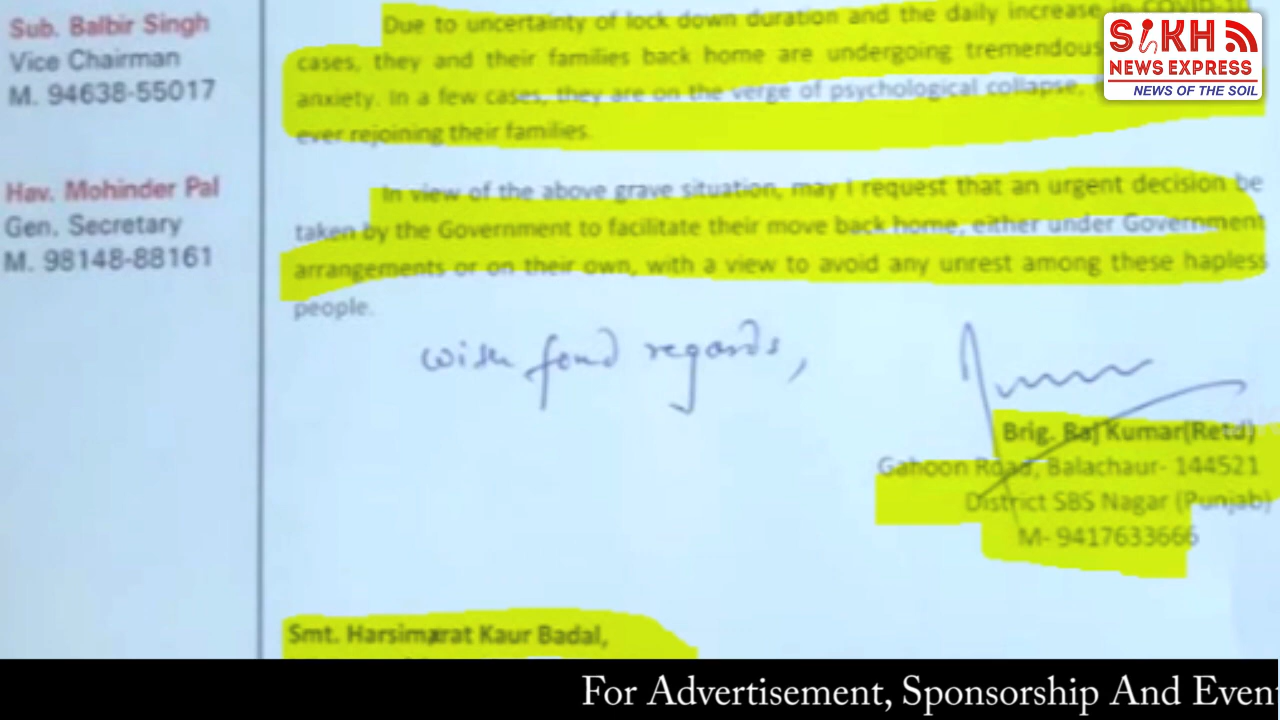 Sub. Balbir Singh
Vice Chairman
M. 94638-55017
Hav. Mohinder Pal
Gen. Secretary
M. 98148-88161
Due to uncertainty of lock down duration and the daily increase in COVID-19
cases, they and their families back home are undergoing tremendous
anxiety. In a few cases, they are on the verge of psychological collapse,
ever rejoining their families.
In view of the above grave situation, may I request that an urgent decision be
taken by the Government to facilitate their move back home, either under Government
arrangements or on their own, with a view to avoid any unrest among these hapless
people.
with fond regards,
Brig. Raj Kumar(Retd)
Gahoon Road, Balachaur- 144521
District SBS Nagar (Punjab)
M- 9417633666
Smt. Harsimarat Kaur Badal,
SIKH
NEWS EXPRESS
NEWS OF THE SOIL
For Advertisement, Sponsorship And Even